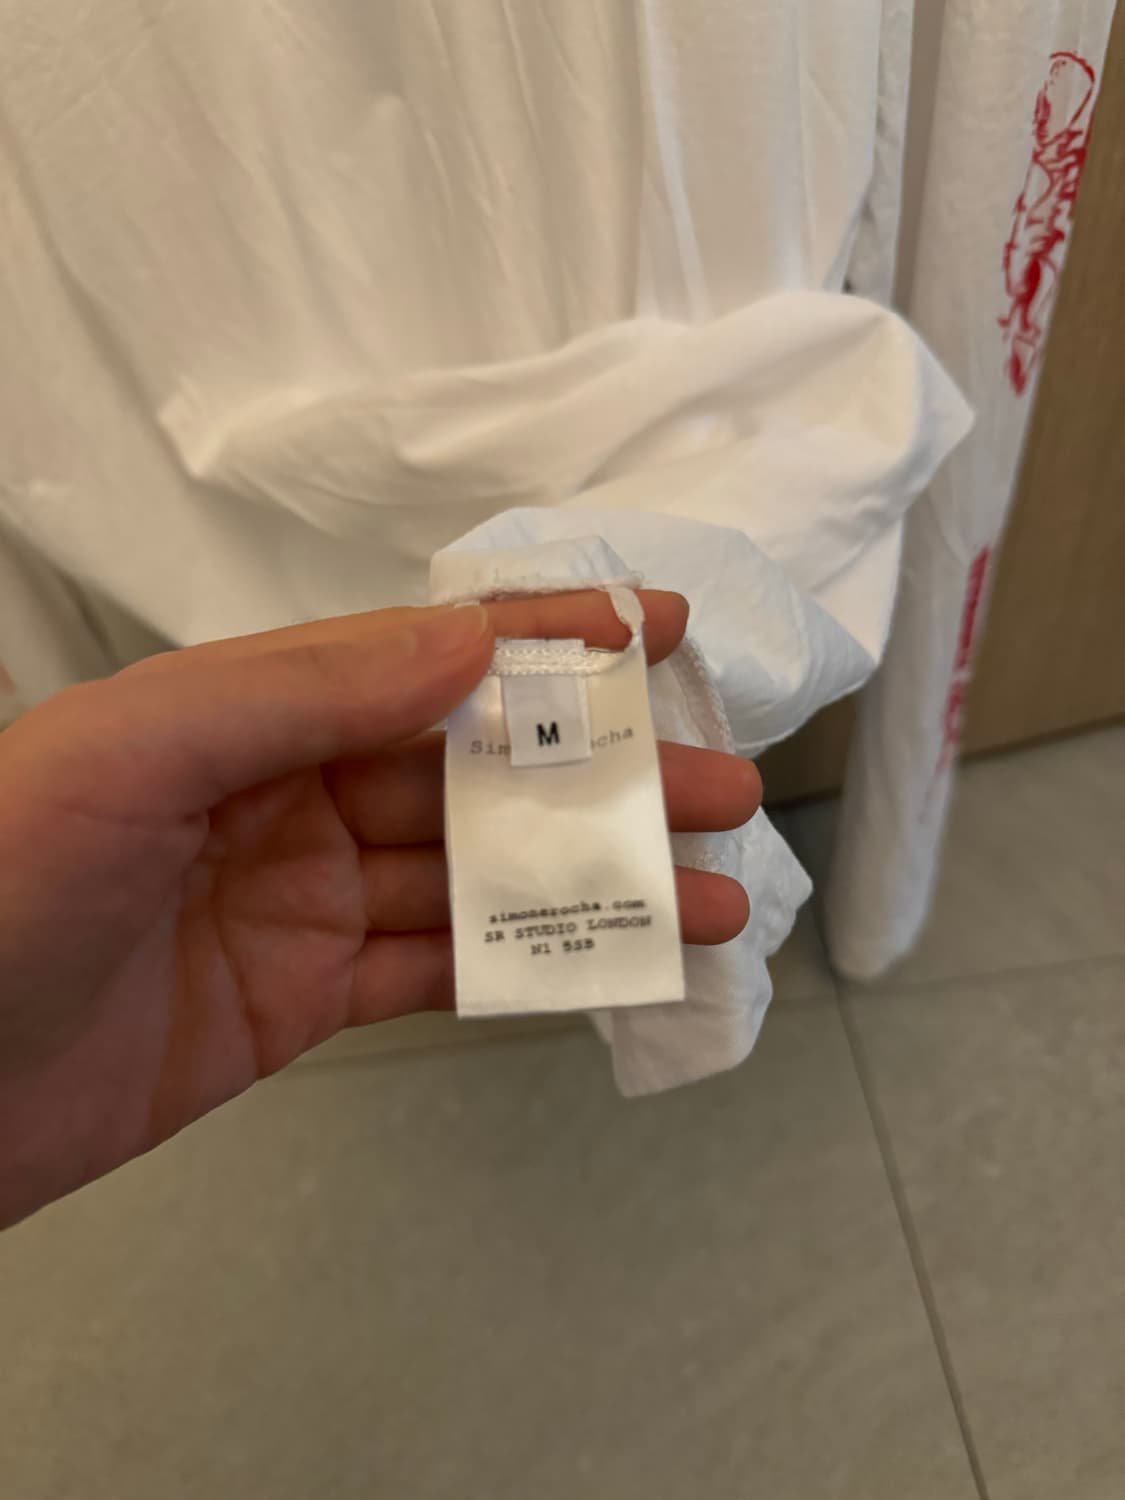 M
simonerocha.com
SR STUDIO LONDON
N1 5SB